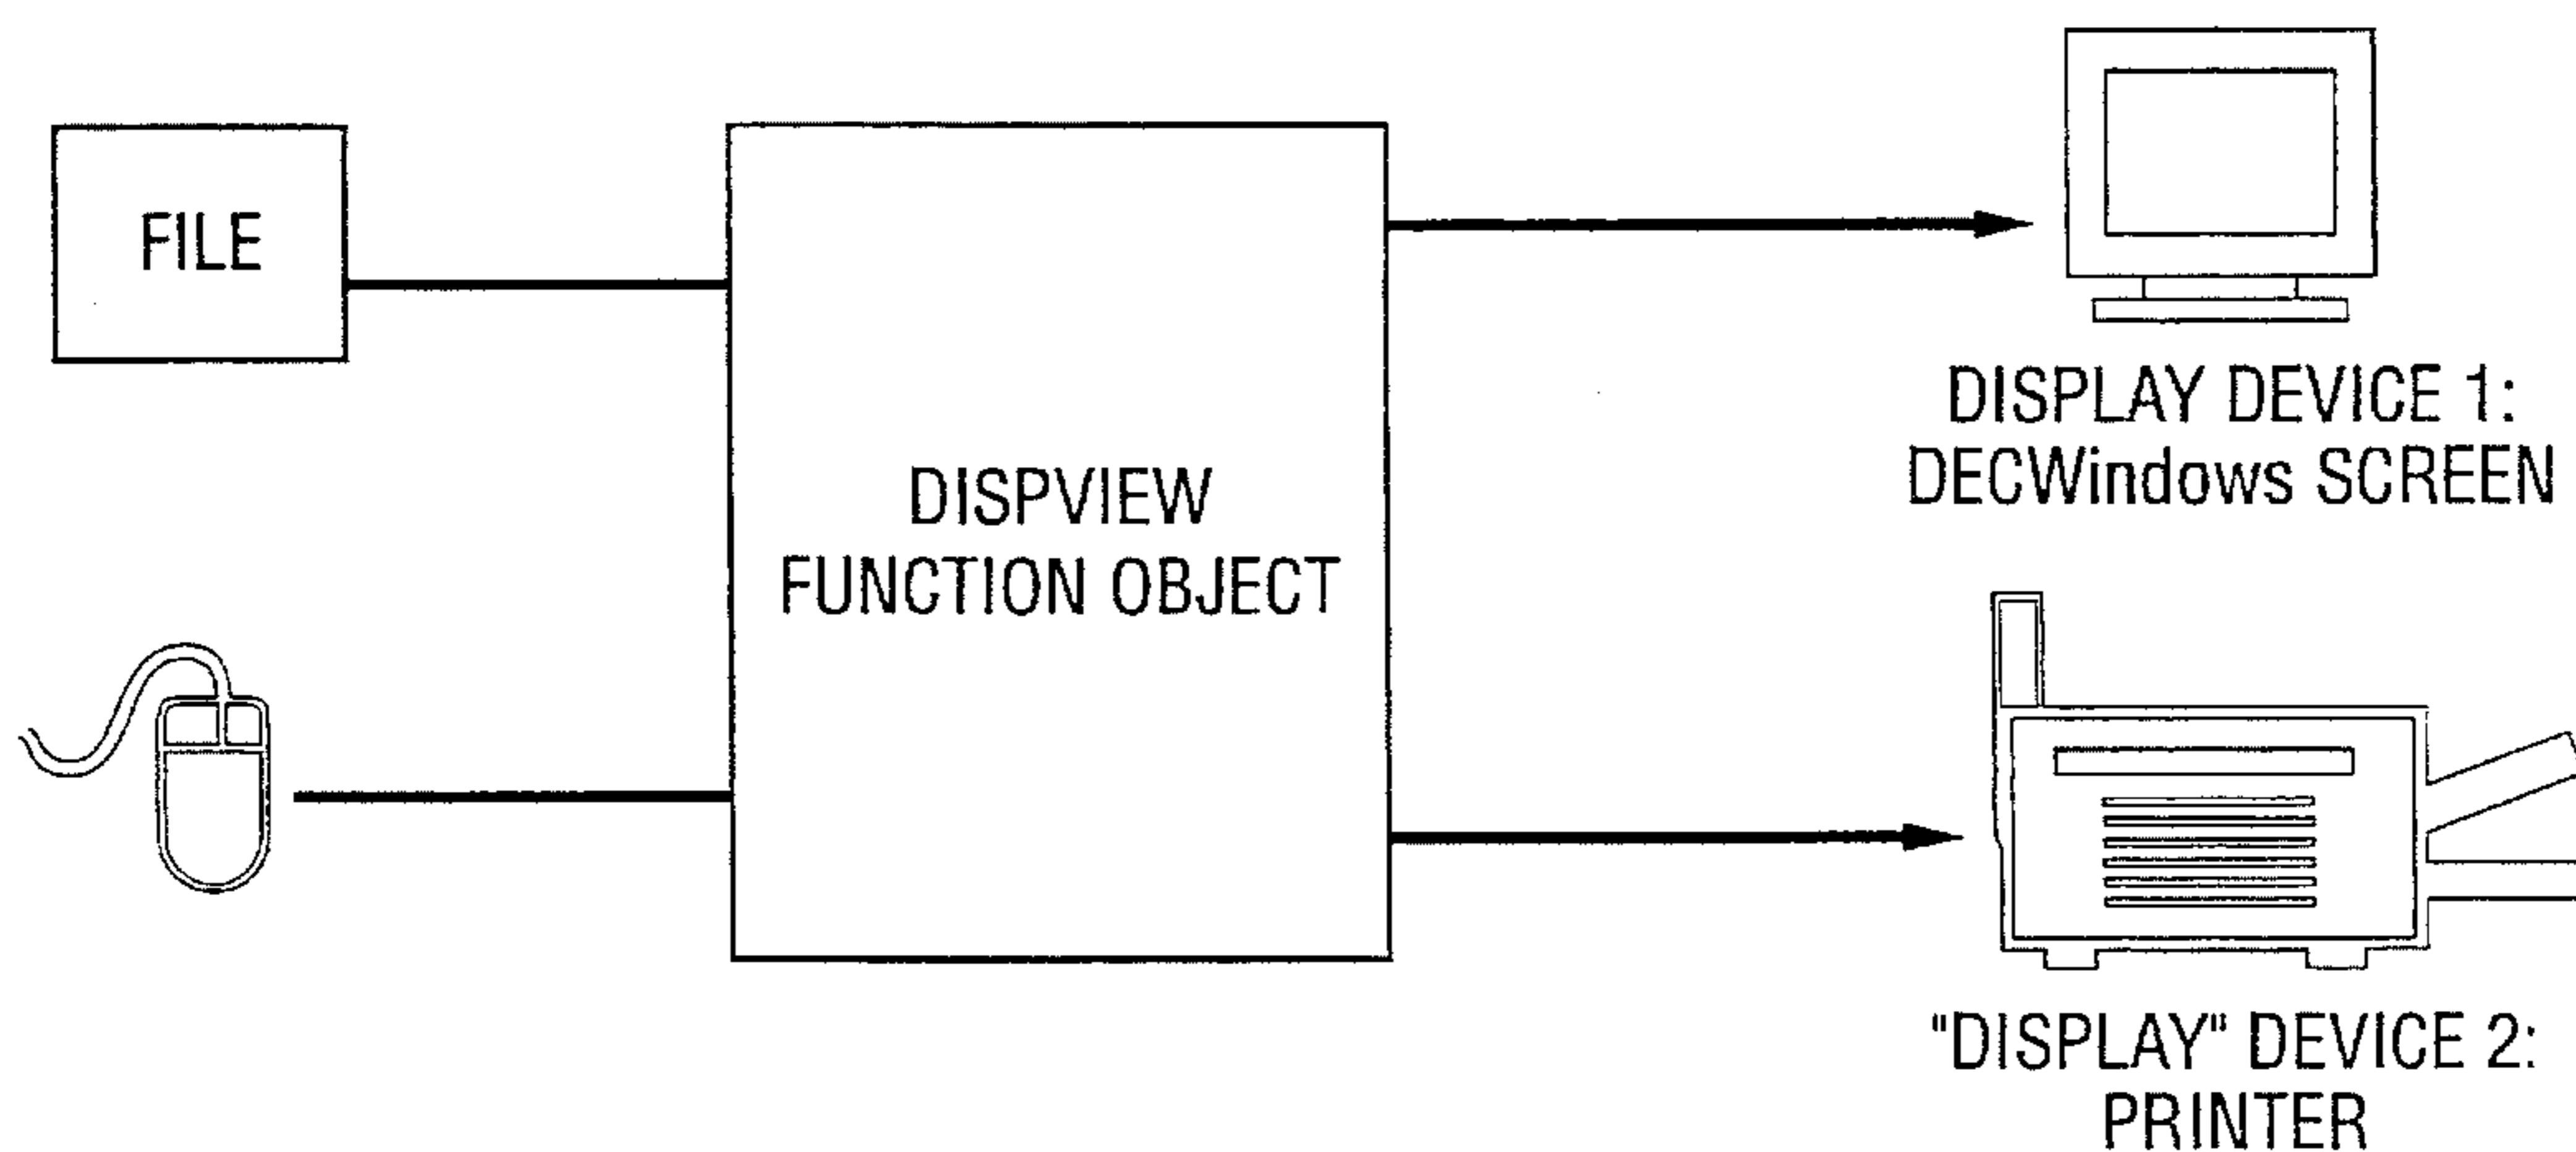 FILE
DISPVIEW
FUNCTION OBJECT
DISPLAY DEVICE 1:
DECWindows SCREEN
"DISPLAY" DEVICE 2:
PRINTER